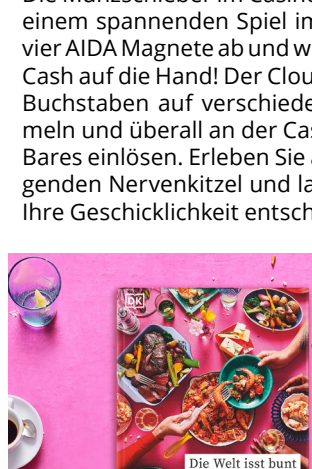 Die Münzschieber im Casino
einem spannenden Spiel im
vier AIDA Magnete ab und w
Cash auf die Hand! Der Clou
Buchstaben auf verschiede
meln und überall an der Cas
Bares einlösen. Erleben Sie a
genden Nervenkitzel und la
Ihre Geschicklichkeit entsch
DK
Die Welt isst bunt